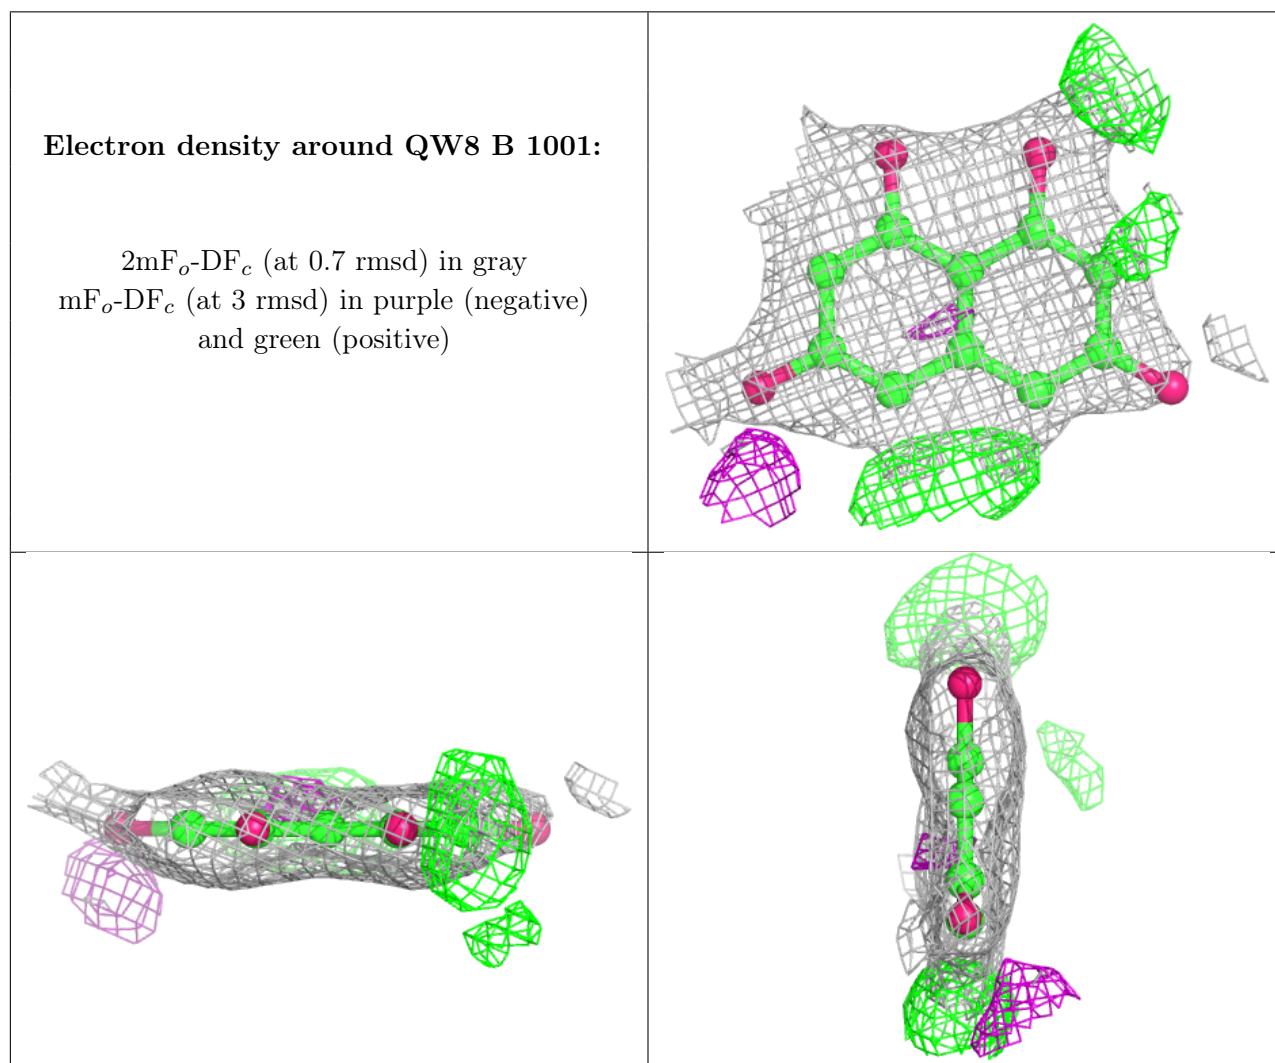 Electron density around QW8 B 1001:
2mFo-DFc (at 0.7 rmsd) in gray
mFo-DFc (at 3 rmsd) in purple (negative)
and green (positive)